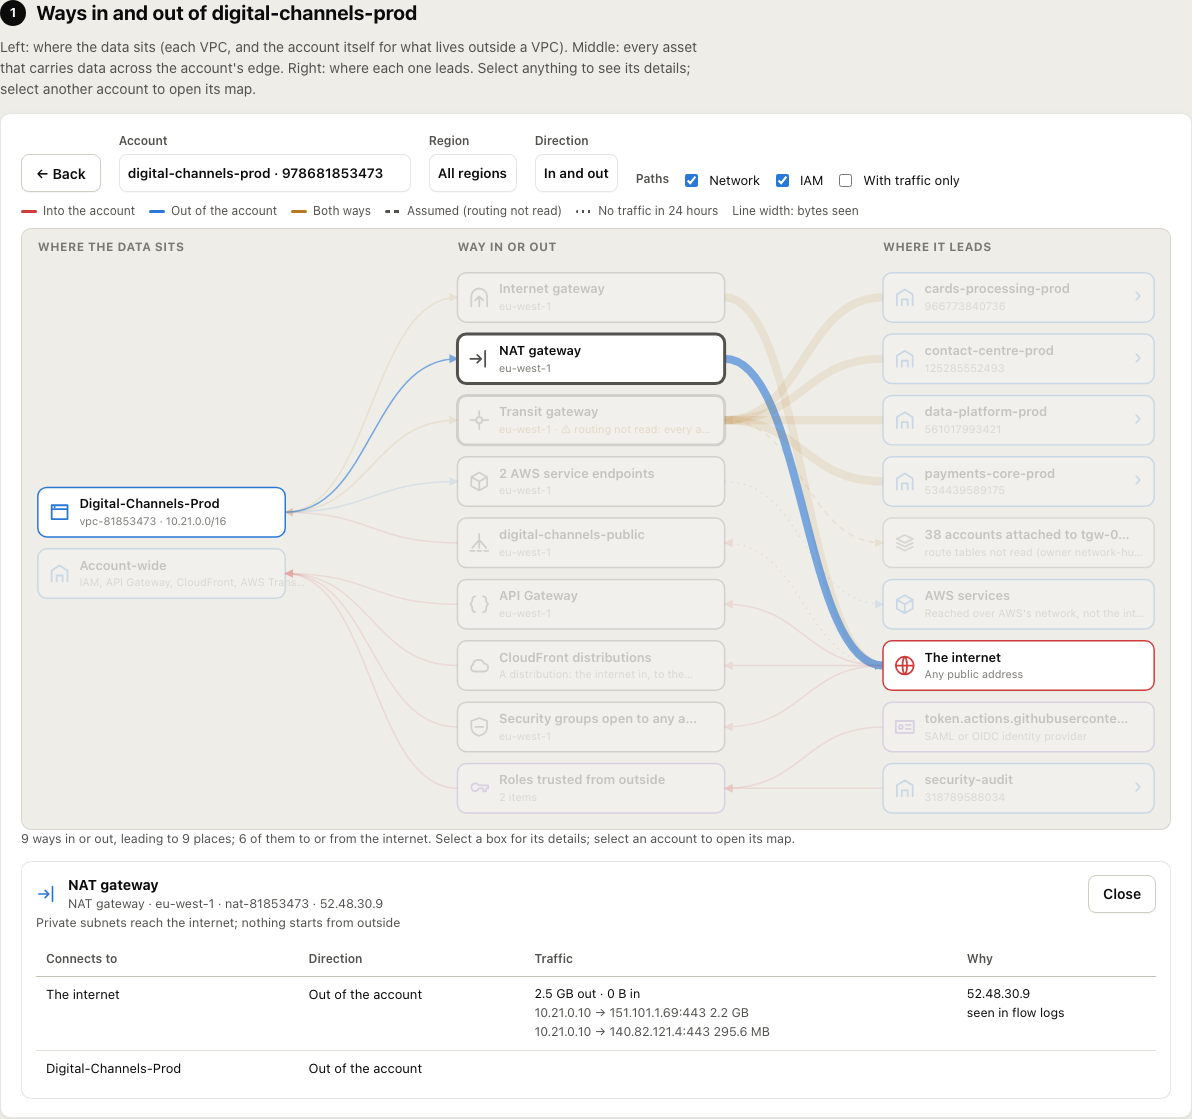 1 Ways in and out of digital-channels-prod
Left: where the data sits (each VPC, and the account itself for what lives outside a VPC). Middle: every asset
that carries data across the account's edge. Right: where each one leads. Select anything to see its details;
select another account to open its map.
Account
Region
Direction
← Back
digital-channels-prod · 978681853473
All regions
In and out
Paths
Network
IAM
With traffic only
Into the account
Out of the account
Both ways
Assumed (routing not read)
No traffic in 24 hours
Line width: bytes seen
WHERE THE DATA SITS
WAY IN OR OUT
WHERE IT LEADS
Digital-Channels-Prod
vpc-81853473 · 10.21.0.0/16
Account-wide
IAM, API Gateway, CloudFront, AWS Trans...
Internet gateway
eu-west-1
NAT gateway
eu-west-1
Transit gateway
eu-west-1 · ⚠ routing not read: every a...
2 AWS service endpoints
eu-west-1
digital-channels-public
eu-west-1
API Gateway
eu-west-1
CloudFront distributions
A distribution: the internet in, to the...
Security groups open to any a...
eu-west-1
Roles trusted from outside
2 items
cards-processing-prod
966773840736
contact-centre-prod
125285552493
data-platform-prod
561017993421
payments-core-prod
534439589175
38 accounts attached to tgw-0...
route tables not read (owner network-hu...
AWS services
Reached over AWS's network, not the int...
The internet
Any public address
token.actions.githubuserconte...
SAML or OIDC identity provider
security-audit
318789588034
9 ways in or out, leading to 9 places; 6 of them to or from the internet. Select a box for its details; select an account to open its map.
NAT gateway
NAT gateway · eu-west-1 · nat-81853473 · 52.48.30.9
Private subnets reach the internet; nothing starts from outside
Close
Connects to
Direction
Traffic
Why
The internet
Out of the account
2.5 GB out · 0 B in
10.21.0.10 → 151.101.1.69:443 2.2 GB
10.21.0.10 → 140.82.121.4:443 295.6 MB
52.48.30.9
seen in flow logs
Digital-Channels-Prod
Out of the account